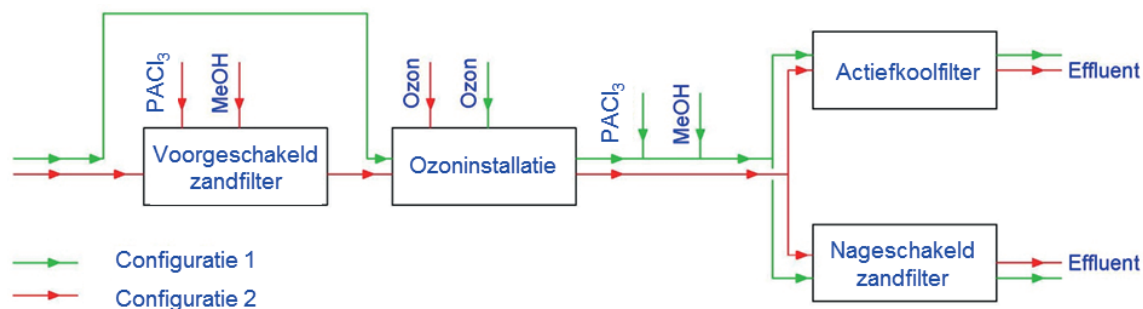 PACl₃
MeOH
Voorgeschakeld
zandfilter
Ozon
Ozon
Ozoninstallatie
PACl₃
MeOH
Actiefkoolfilter
Effluent
Nageschakeld
zandfilter
Effluent
Configuratie 1
Configuratie 2